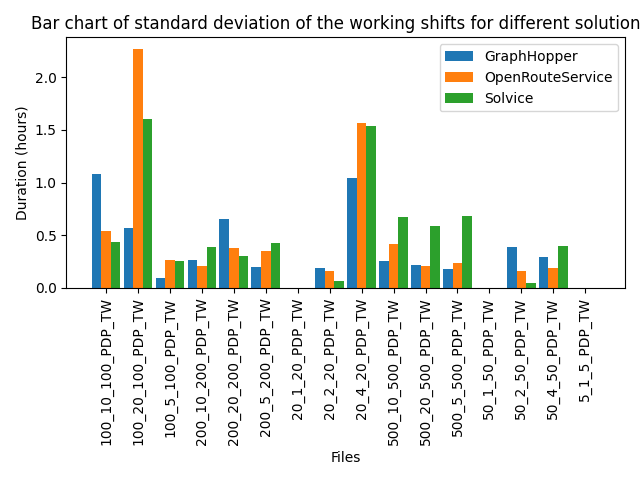 Bar chart of standard deviation of the working shifts for different solution
GraphHopper
OpenRouteService
Solvice
Duration (hours)
2.0
1.5
1.0
0.5
0.0
100_10_100_PDP_TW
100_20_100_PDP_TW
100_5_100_PDP_TW
200_10_200_PDP_TW
200_20_200_PDP_TW
200_5_200_PDP_TW
20_1_20_PDP_TW
20_2_20_PDP_TW
20_4_20_PDP_TW
500_10_500_PDP_TW
500_20_500_PDP_TW
500_5_500_PDP_TW
50_1_50_PDP_TW
50_2_50_PDP_TW
50_4_50_PDP_TW
5_1_5_PDP_TW
Files